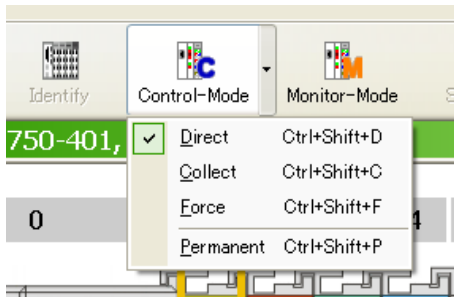 Identify
Control-Mode
Monitor-Mode
750-401,
Direct Ctrl+Shift+D
Collect Ctrl+Shift+C
Force Ctrl+Shift+F
Permanent Ctrl+Shift+P
0
4